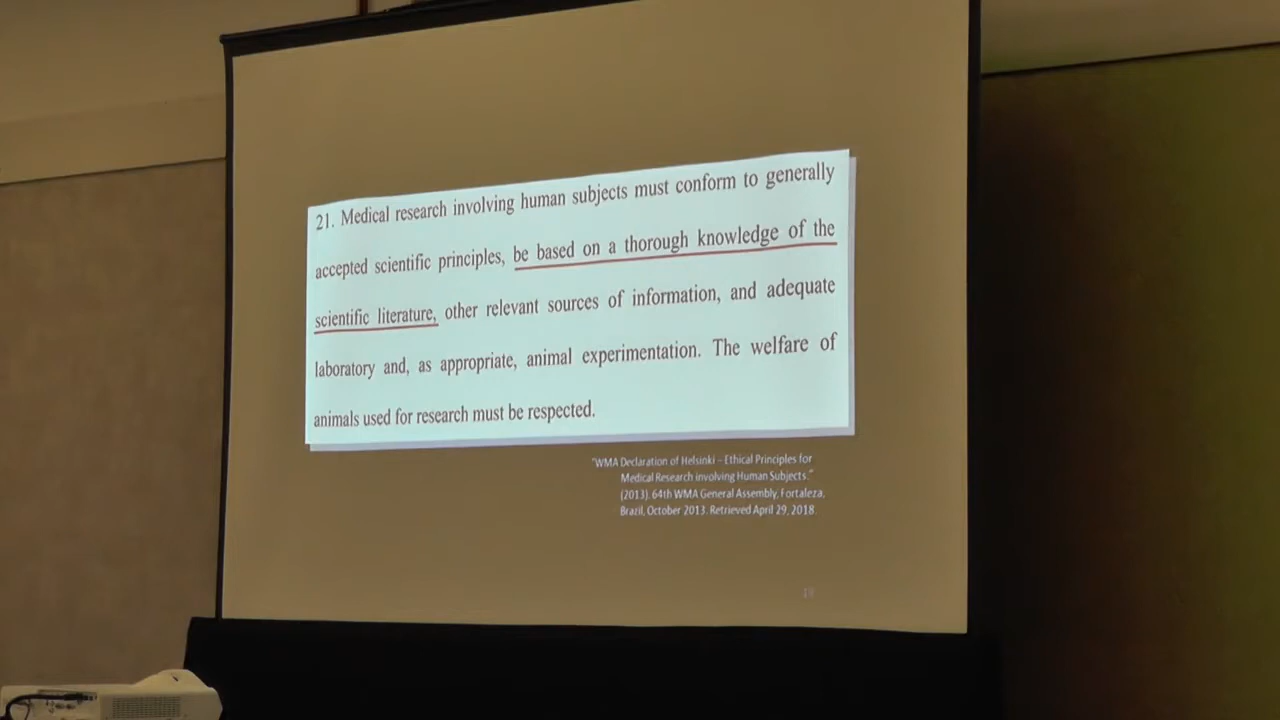 21. Medical research involving human subjects must conform to generally
accepted scientific principles, be based on a thorough knowledge of the
scientific literature, other relevant sources of information, and adequate
laboratory and, as appropriate, animal experimentation. The welfare of
animals used for research must be respected.
"WMA Declaration of Helsinki – Ethical Principles for
Medical Research involving Human Subjects."
(2013). 64th WMA General Assembly, Fortaleza,
Brazil, October 2013. Retrieved April 29, 2018.